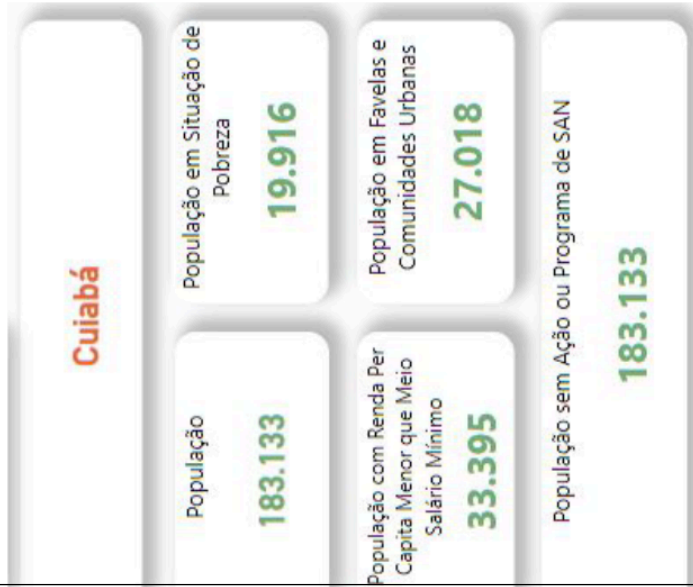 Cuiabá
População
183.133
População em Situação de
Pobreza
19.916
População com Renda Per
Capita Menor que Meio
Salário Mínimo
33.395
População em Favelas e
Comunidades Urbanas
27.018
População sem Ação ou Programa de SAN
183.133